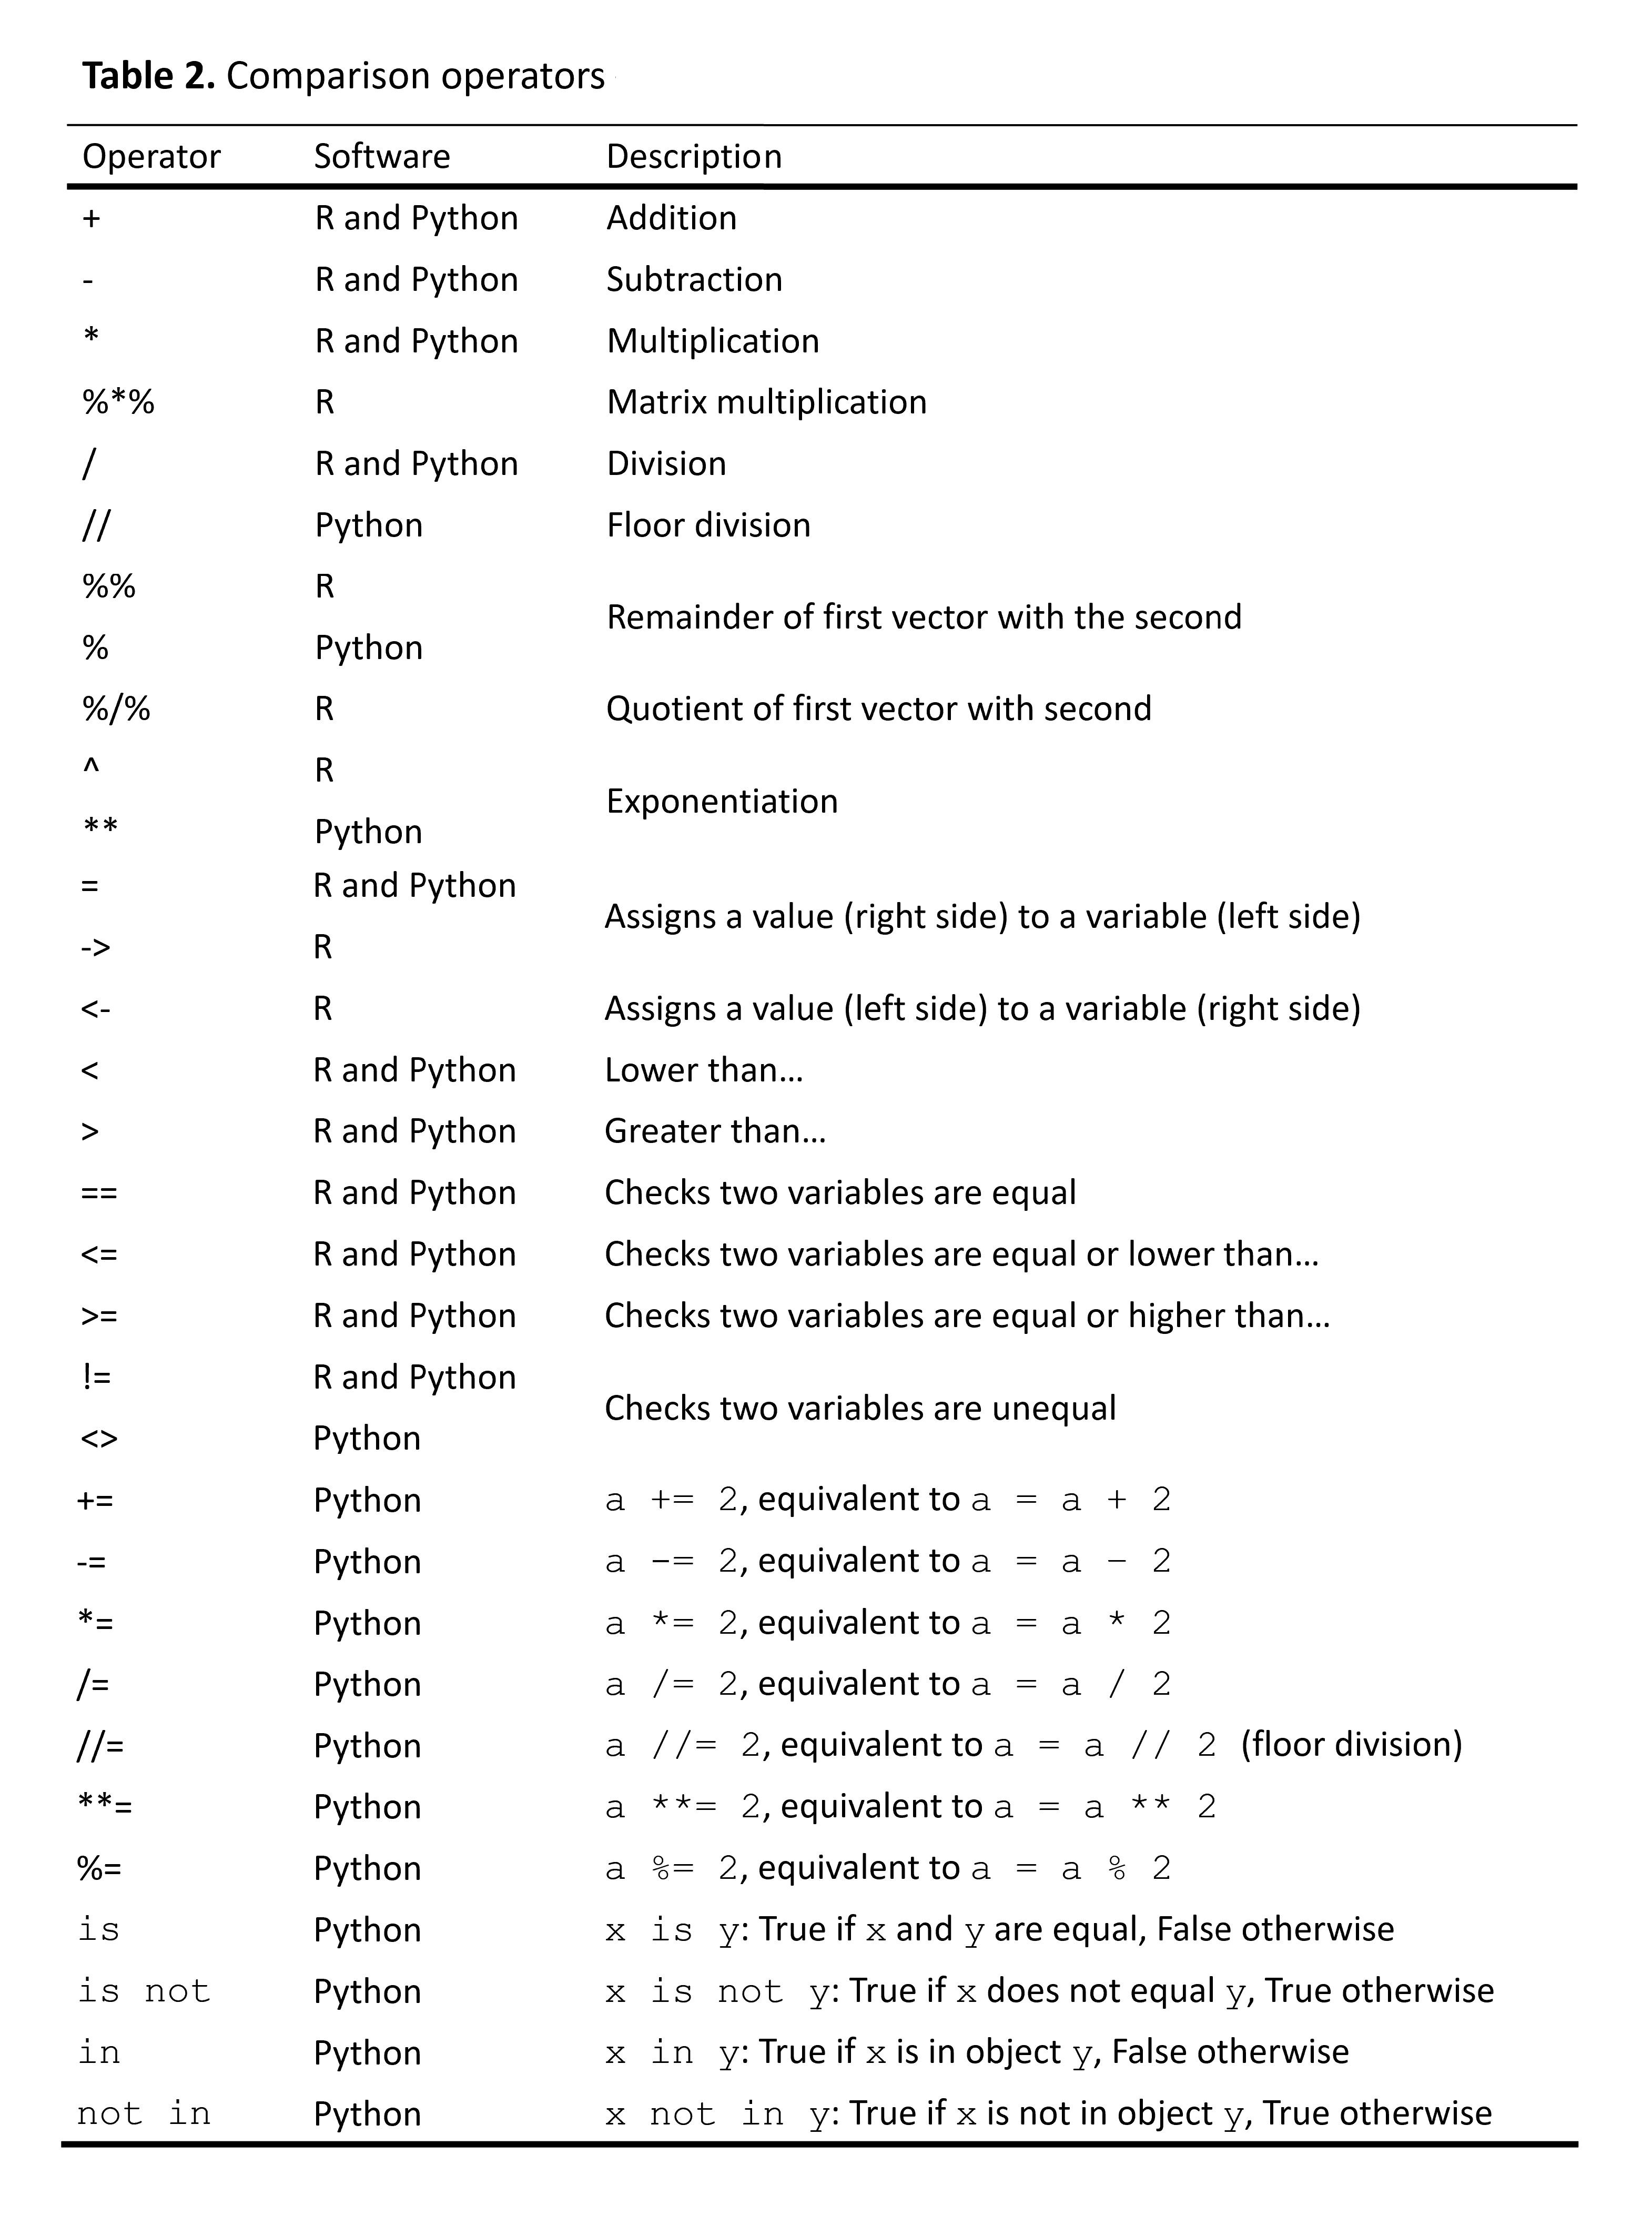 Table 2. Comparison operators
Operator Software Description
+ R and Python Addition
- R and Python Subtraction
* R and Python Multiplication
%*% R Matrix multiplication
/ R and Python Division
// Python Floor division
%% R
Remainder of first vector with the second
% Python
%/% R Quotient of first vector with second
^ R
Exponentiation
** Python
= R and Python
Assigns a value (right side) to a variable (left side)
-> R
<- R Assigns a value (left side) to a variable (right side)
< R and Python Lower than...
> R and Python Greater than...
== R and Python Checks two variables are equal
<= R and Python Checks two variables are equal or lower than...
>= R and Python Checks two variables are equal or higher than...
!= R and Python
Checks two variables are unequal
<> Python
+= Python a += 2, equivalent to a = a + 2
-= Python a -= 2, equivalent to a = a - 2
*= Python a *= 2, equivalent to a = a * 2
/= Python a /= 2, equivalent to a = a / 2
//= Python a //= 2, equivalent to a = a // 2 (floor division)
**= Python a **= 2, equivalent to a = a ** 2
%= Python a %= 2, equivalent to a = a % 2
is Python x is y: True if x and y are equal, False otherwise
is not Python x is not y: True if x does not equal y, True otherwise
in Python x in y: True if x is in object y, False otherwise
not in Python x not in y: True if x is not in object y, True otherwise